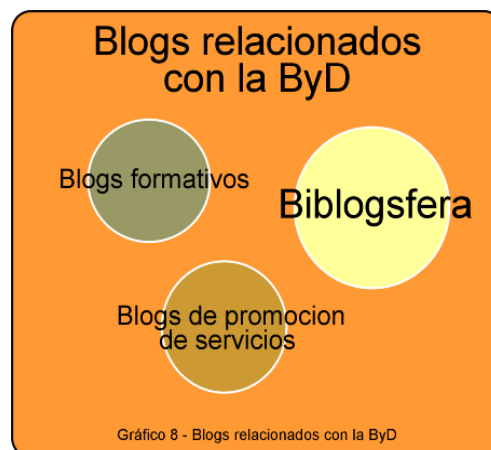 Blogs relacionados
con la ByD
Blogs formativos
Biblogsfera
Blogs de promocion
de servicios
Gráfico 8 - Blogs relacionados con la ByD